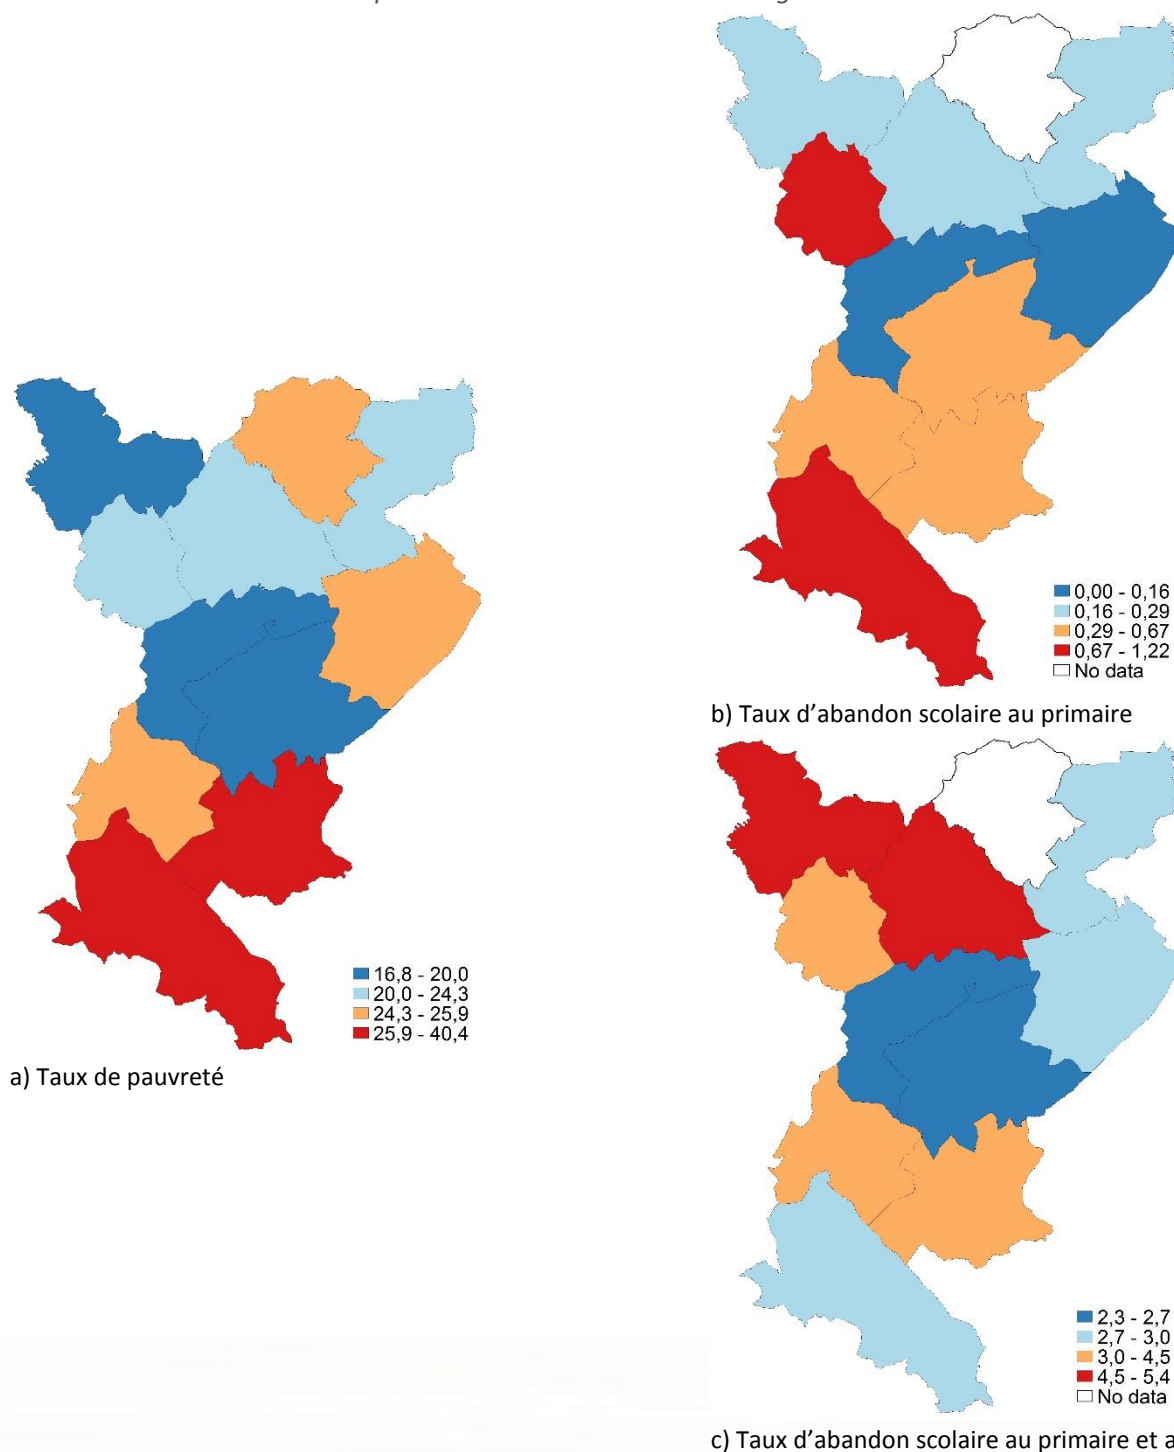 16,8 - 20,0
20,0 - 24,3
24,3 - 25,9
25,9 - 40,4
a) Taux de pauvreté
0,00 - 0,16
0,16 - 0,29
0,29 - 0,67
0,67 - 1,22
No data
b) Taux d’abandon scolaire au primaire
2,3 - 2,7
2,7 - 3,0
3,0 - 4,5
4,5 - 5,4
No data
c) Taux d’abandon scolaire au primaire et